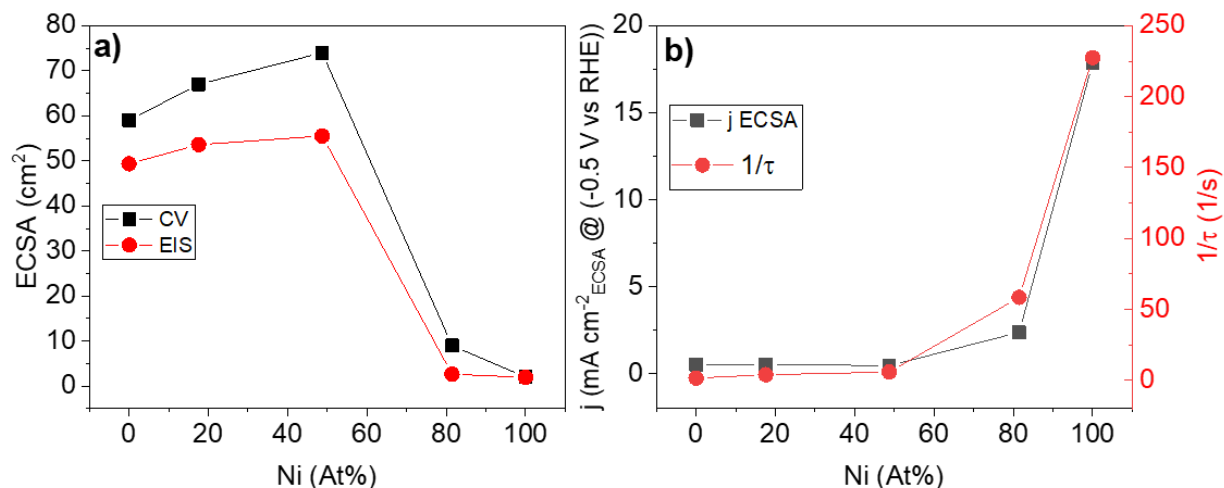 a)
80
70
60
50
40
30
20
10
0
ECSA (cm²)
CV
EIS
0 20 40 60 80 100
Ni (At%)
b)
20
15
10
5
0
j (mA cm⁻²ECSA @ (-0.5 V vs RHE))
j ECSA
1/τ
250
200
150
100
50
0
1/τ (1/s)
0 20 40 60 80 100
Ni (At%)